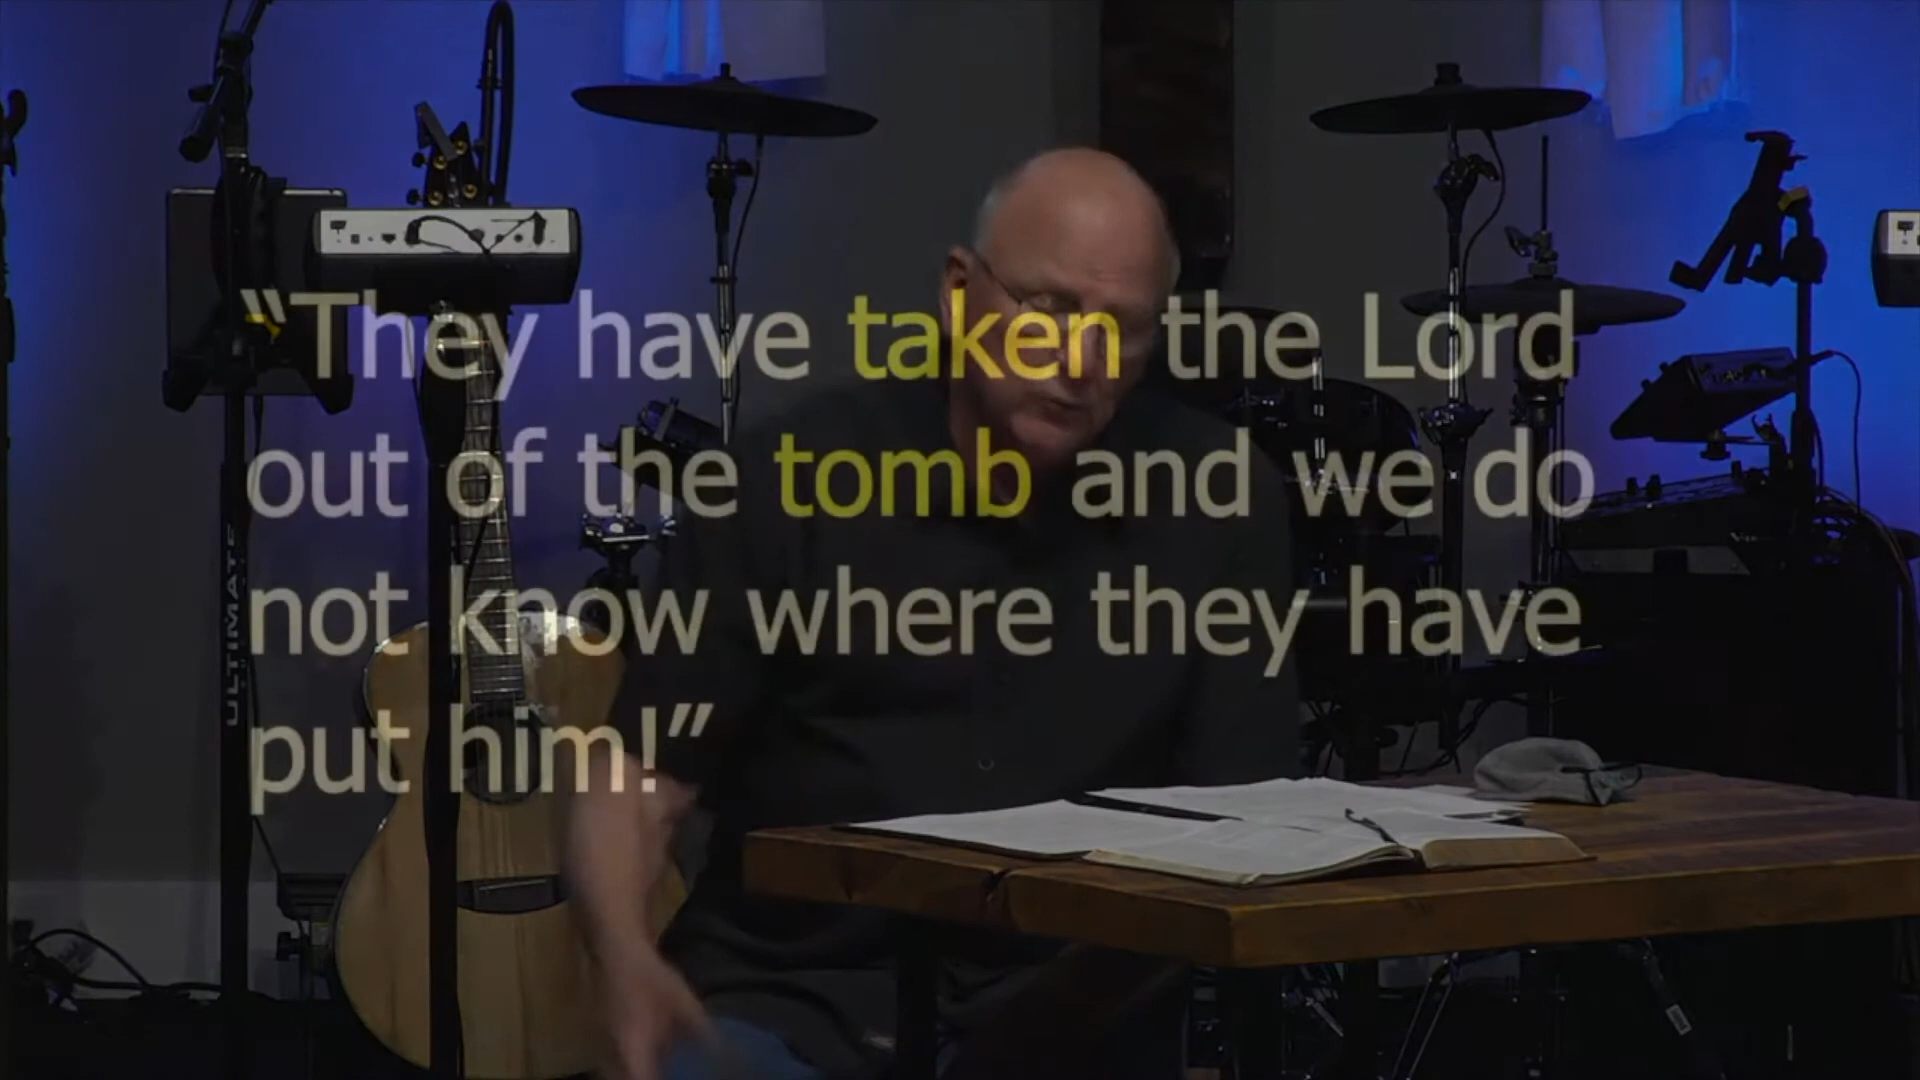 “They have taken the Lord
out of the tomb and we do
not know where they have
put him!”
ULTIMATE